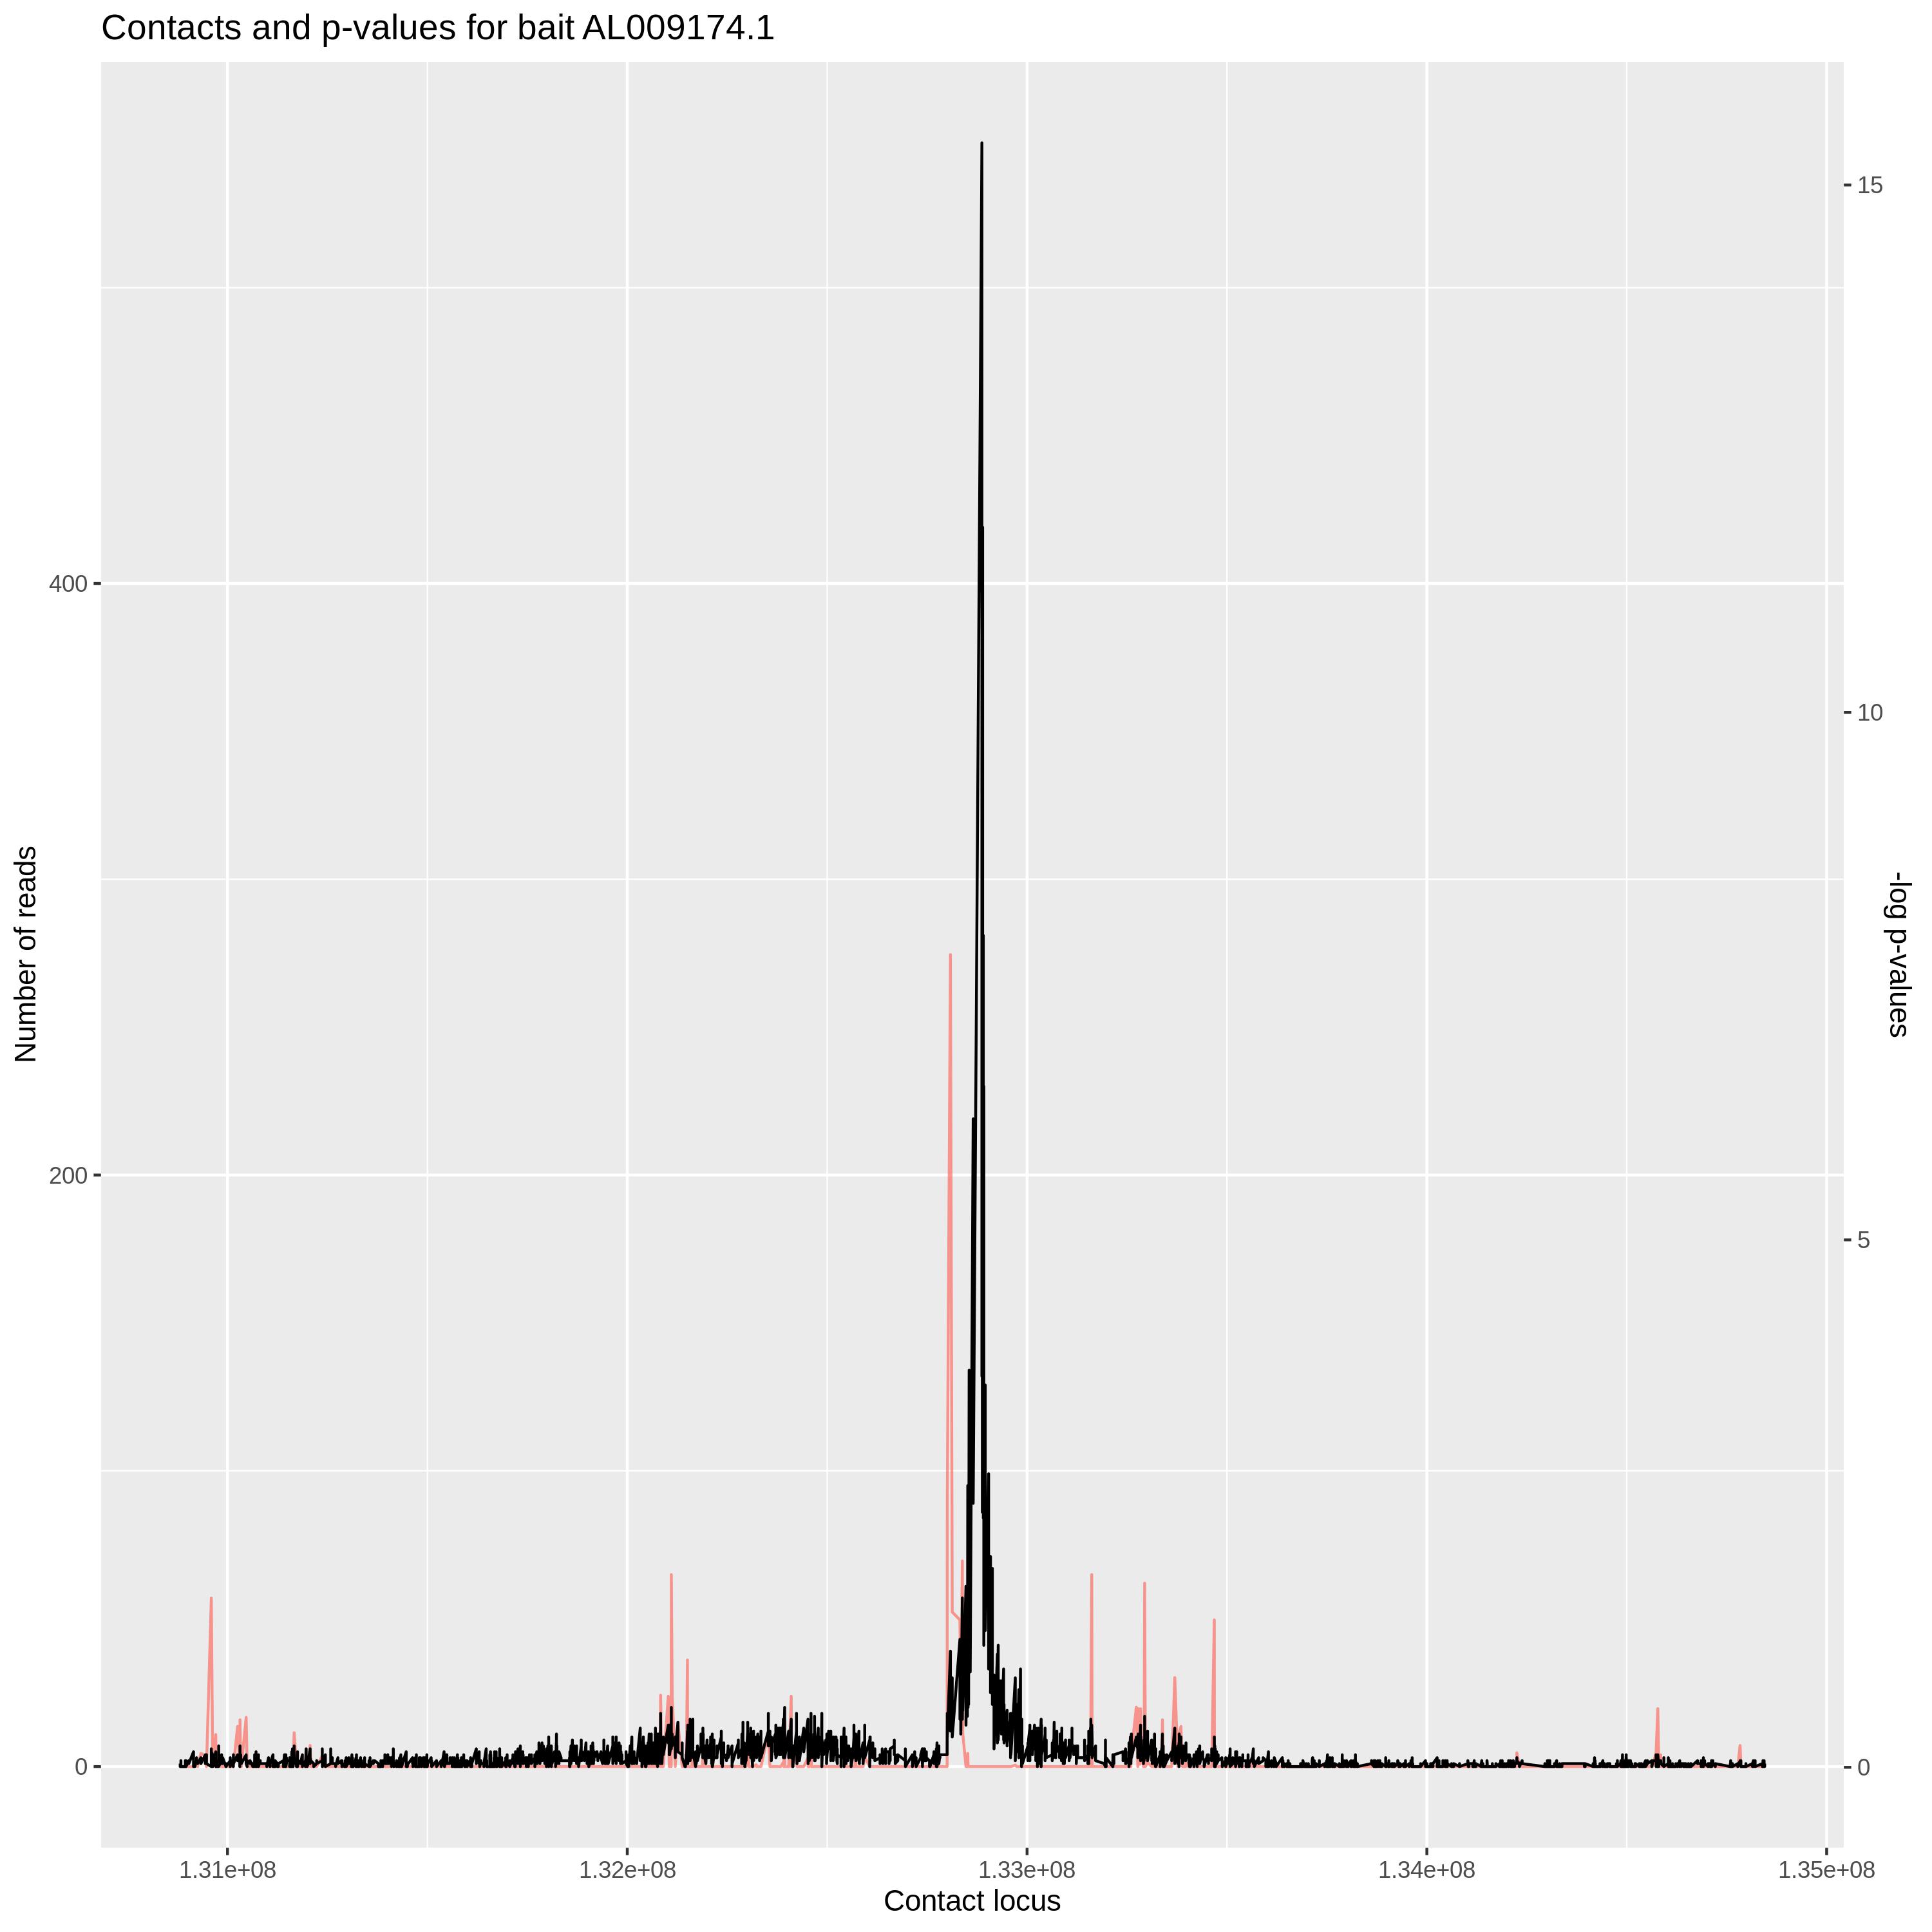 Contacts and p-values for bait AL009174.1
15
400
10
Number of reads
-log p-values
200
5
0
0
1.31e+08
1.32e+08
1.33e+08
1.34e+08
1.35e+08
Contact locus